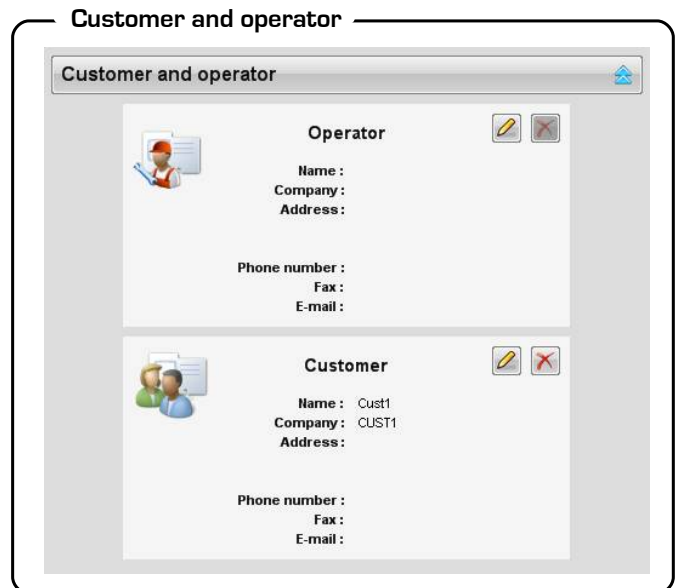 Customer and operator
Customer and operator
Operator
Name :
Company :
Address :
Phone number :
Fax :
E-mail :
Customer
Name : Cust1
Company : CUST1
Address :
Phone number :
Fax :
E-mail :